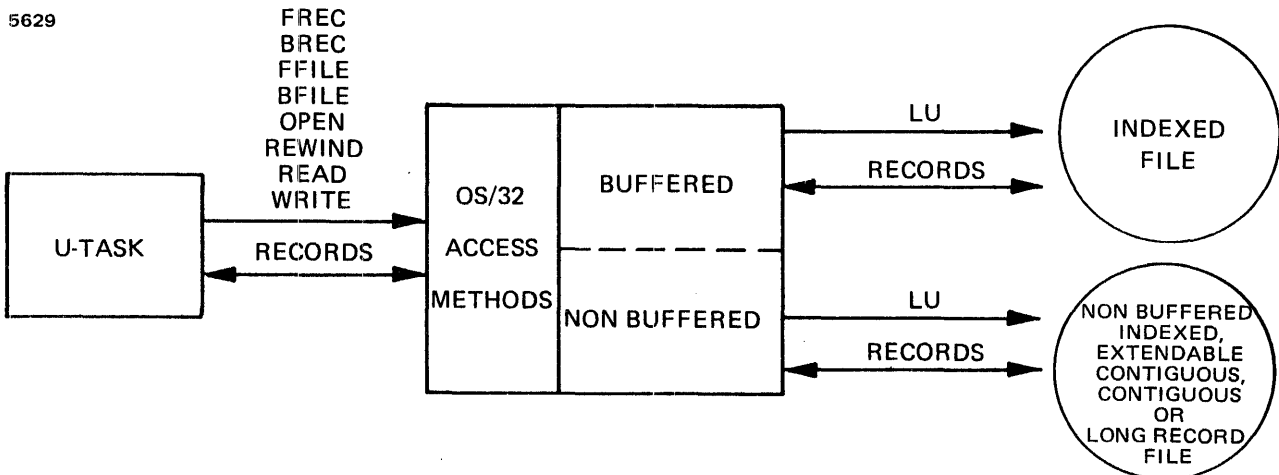 5629
FREC
BREC
FFILE
BFILE
OPEN
REWIND
READ
WRITE
U-TASK
RECORDS
OS/32
ACCESS
METHODS
BUFFERED
NON BUFFERED
LU
RECORDS
INDEXED
FILE
LU
RECORDS
NON BUFFERED
INDEXED,
EXTENDABLE
CONTIGUOUS,
CONTIGUOUS
OR
LONG RECORD
FILE